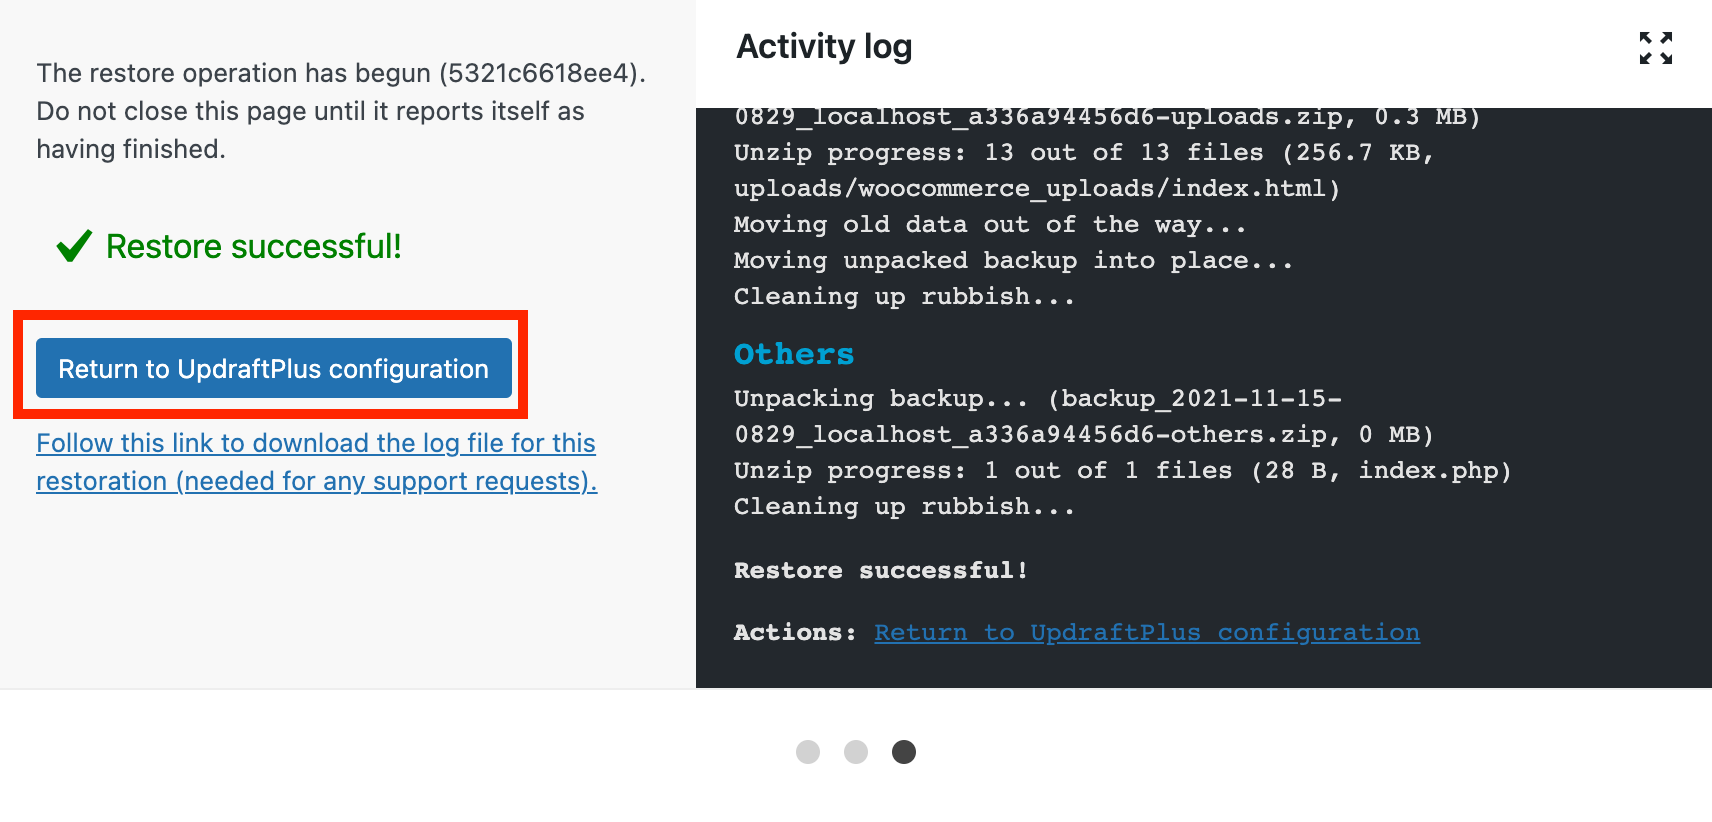 The restore operation has begun (5321c6618ee4).
Do not close this page until it reports itself as
having finished.
Restore successful!
Return to UpdraftPlus configuration
Follow this link to download the log file for this
restoration (needed for any support requests).
Activity log
0829_localhost_a336a94456d6-uploads.zip, 0.3 MB)
Unzip progress: 13 out of 13 files (256.7 KB,
uploads/woocommerce_uploads/index.html)
Moving old data out of the way...
Moving unpacked backup into place...
Cleaning up rubbish...
Others
Unpacking backup... (backup_2021-11-15-
0829_localhost_a336a94456d6-others.zip, 0 MB)
Unzip progress: 1 out of 1 files (28 B, index.php)
Cleaning up rubbish...
Restore successful!
Actions: Return to UpdraftPlus configuration